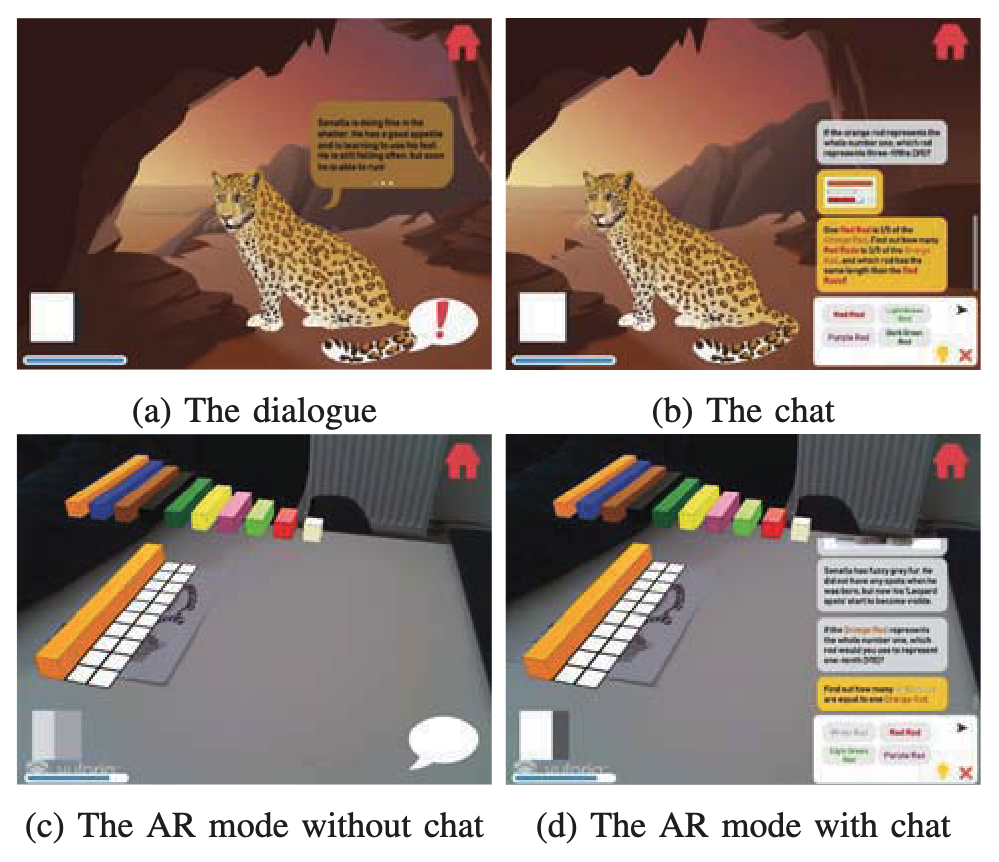 Senatla is doing fine in the
shelter. He has a good appetite
and is learning to use his feet.
He is still falling often, but soon
he is able to run!
If the orange rod represents the
whole number one, which rod
represents three-fifths (3/5)?
One Red Rod is 1/5 of the
Orange Rod. Find out how many
Red Rods is 3/5 of the Orange
Rod, and which rod has the
same length than the Red
Rods!
Red Rod
Light Green
Rod
Purple Rod
Dark Green
Rod
(a) The dialogue
(b) The chat
Senatla has fuzzy grey fur. He
did not have any spots when he
was born, but now his 'Leopard
spots' start to become visible.
If the Orange Rod represents
the whole number one, which
rod would you use to represent
one-tenth (1/10)?
Find out how many
are equal to one Orange Rod.
White Rod
Red Rod
Light Green
Rod
Purple Rod
(c) The AR mode without chat
(d) The AR mode with chat